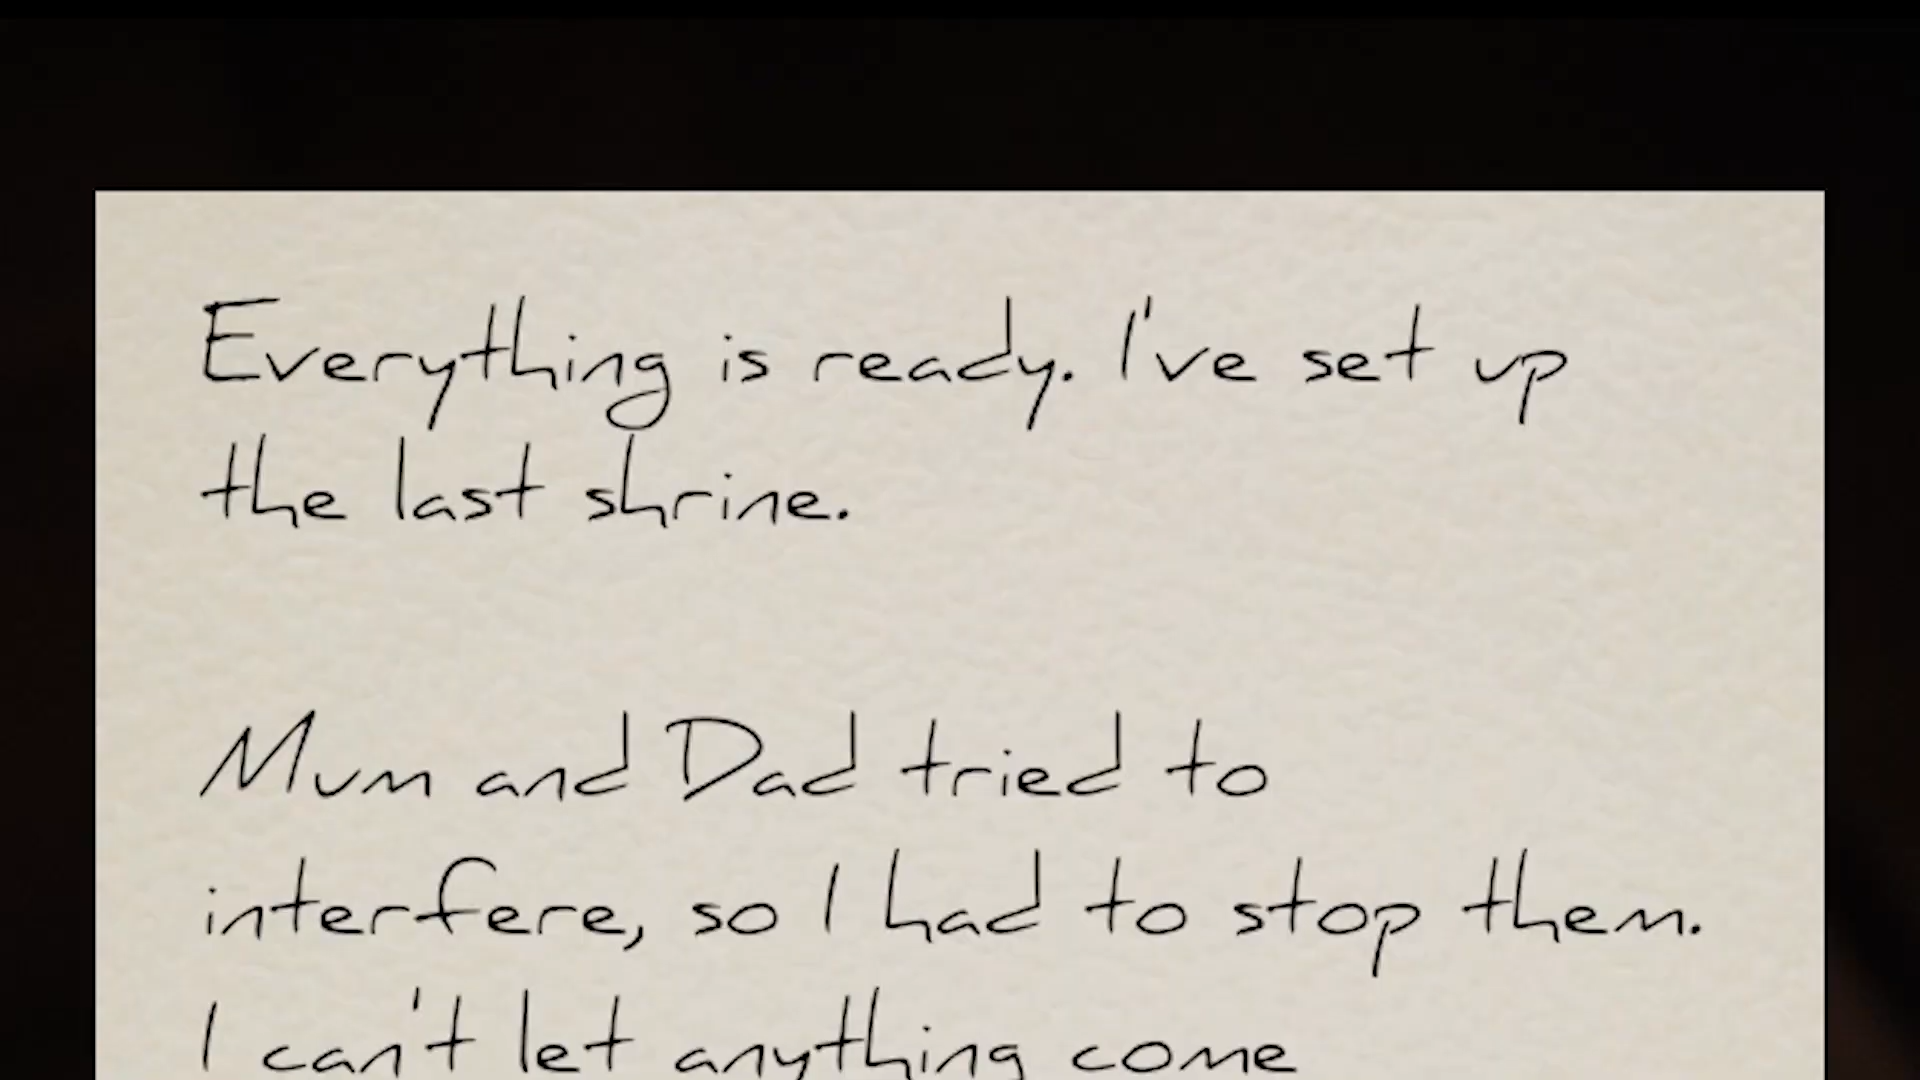 Everything is ready. I've set up
the last shrine.
Mum and Dad tried to
interfere, so I had to stop them.
I can't let anything come